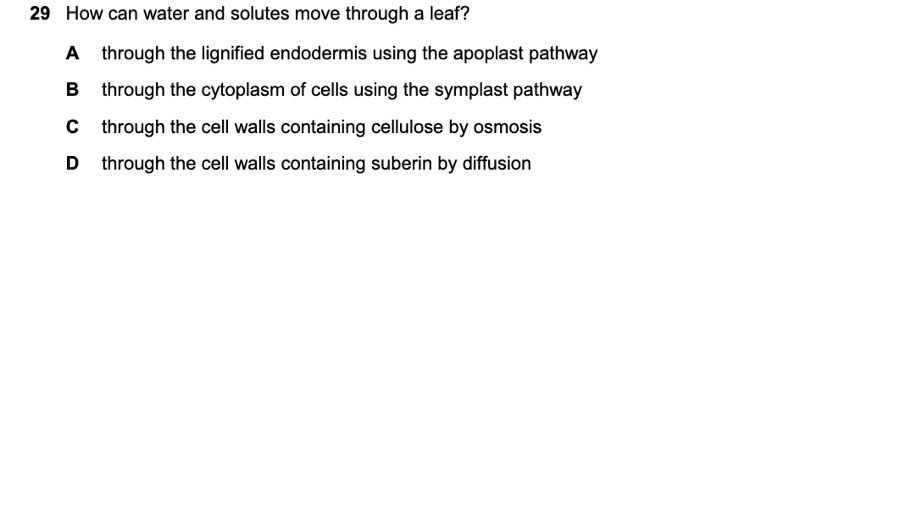 29 How can water and solutes move through a leaf?
A through the lignified endodermis using the apoplast pathway
B through the cytoplasm of cells using the symplast pathway
C through the cell walls containing cellulose by osmosis
D through the cell walls containing suberin by diffusion